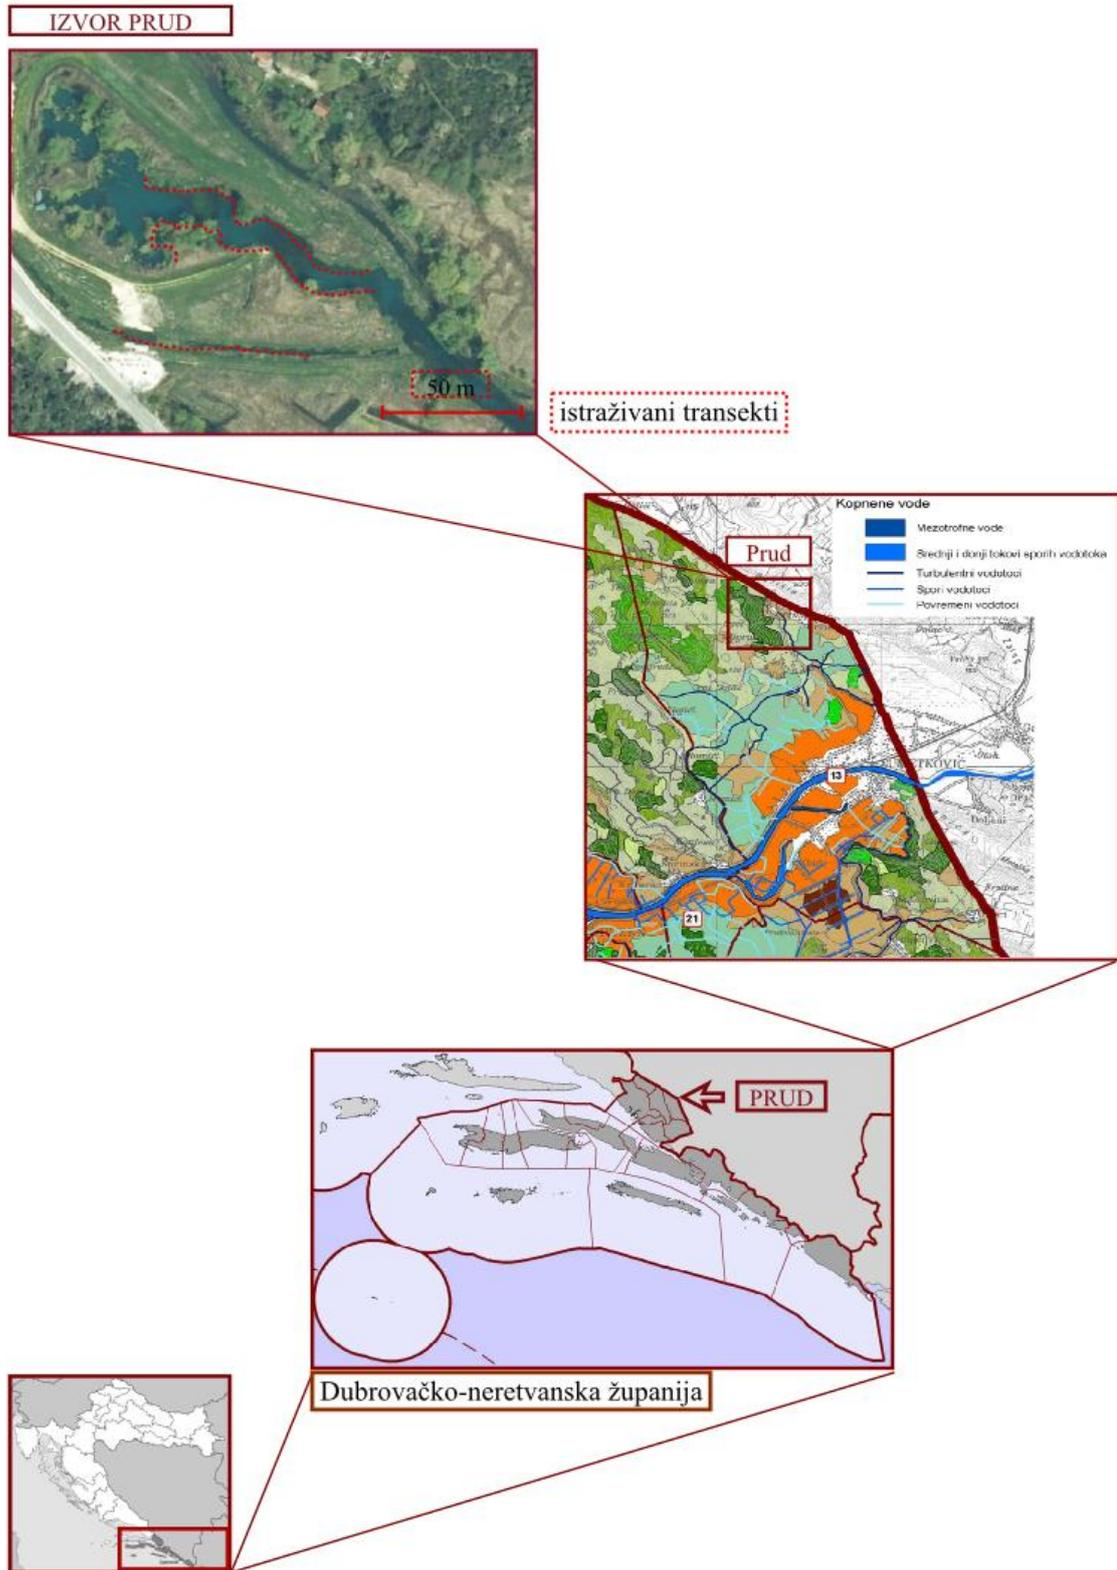 IZVOR PRUD
50 m
istraživani transekti
Kopnene vode
Mezotrofne vode
Srednji i donji tokovi sporih vodotoka
Turbulentni vodotoci
Spori vodotoci
Povremeni vodotoci
Prud
13
21
PRUD
Dubrovačko-neretvanska županija